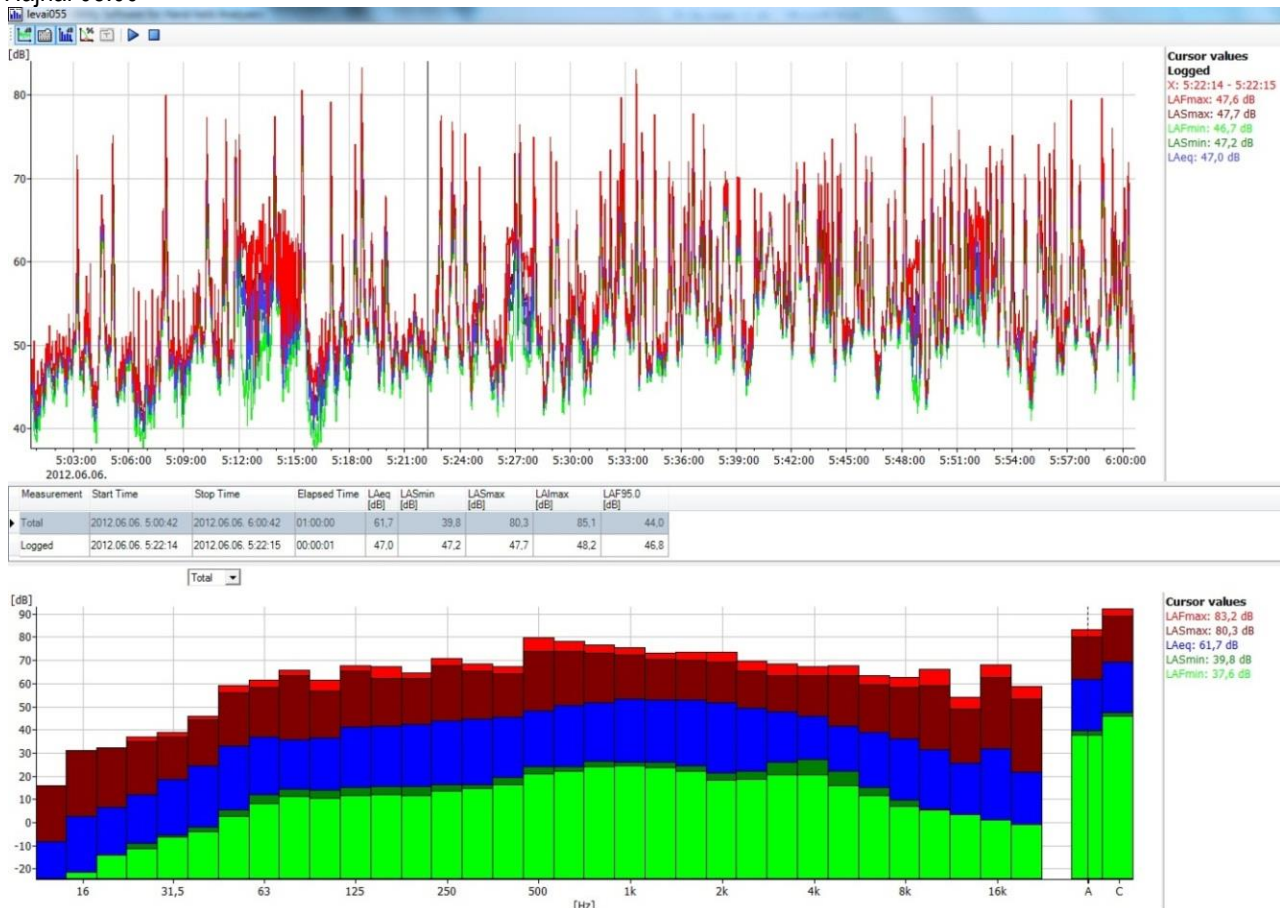 levai055
[dB]
80
70
60
50
40
5:03:00 5:06:00 5:09:00 5:12:00 5:15:00 5:18:00 5:21:00 5:24:00 5:27:00 5:30:00 5:33:00 5:36:00 5:39:00 5:42:00 5:45:00 5:48:00 5:51:00 5:54:00 5:57:00 6:00:00
2012.06.06.
Cursor values
Logged
X: 5:22:14 - 5:22:15
LAFmax: 47,6 dB
LASmax: 47,7 dB
LAFmin: 46,7 dB
LASmin: 47,2 dB
LAeq: 47,0 dB
Measurement Start Time Stop Time Elapsed Time LAeq [dB] LASmin [dB] LASmax [dB] LAImax [dB] LAF95.0 [dB]
Total 2012.06.06. 5:00:42 2012.06.06. 6:00:42 01:00:00 61,7 39,8 80,3 85,1 44,0
Logged 2012.06.06. 5:22:14 2012.06.06. 5:22:15 00:00:01 47,0 47,2 47,7 48,2 46,8
Total
[dB]
90
80
70
60
50
40
30
20
10
0
-10
-20
16 31,5 63 125 250 500 1k 2k 4k 8k 16k A C
[Hz]
Cursor values
LAFmax: 83,2 dB
LASmax: 80,3 dB
LAeq: 61,7 dB
LASmin: 39,8 dB
LAFmin: 37,6 dB